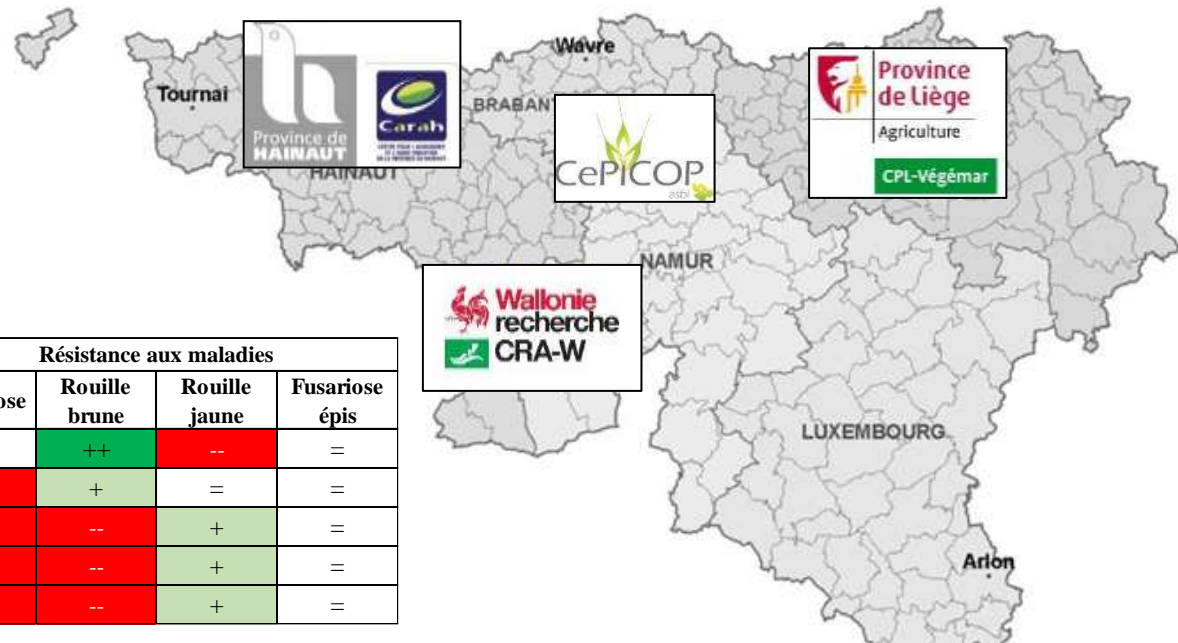 Wavre
Tournai
BRABAN
Province de
HAINAUT
Carah
HAINAUT
CePiCOP
asbl
Province
de Liège
Agriculture
CPL-Végémar
NAMUR
Wallonie
recherche
CRA-W
LUXEMBOURG
Arlon
Résistance aux maladies
ose Rouille brune Rouille jaune Fusariose épis
++ -- =
+ = =
-- + =
-- + =
-- + =